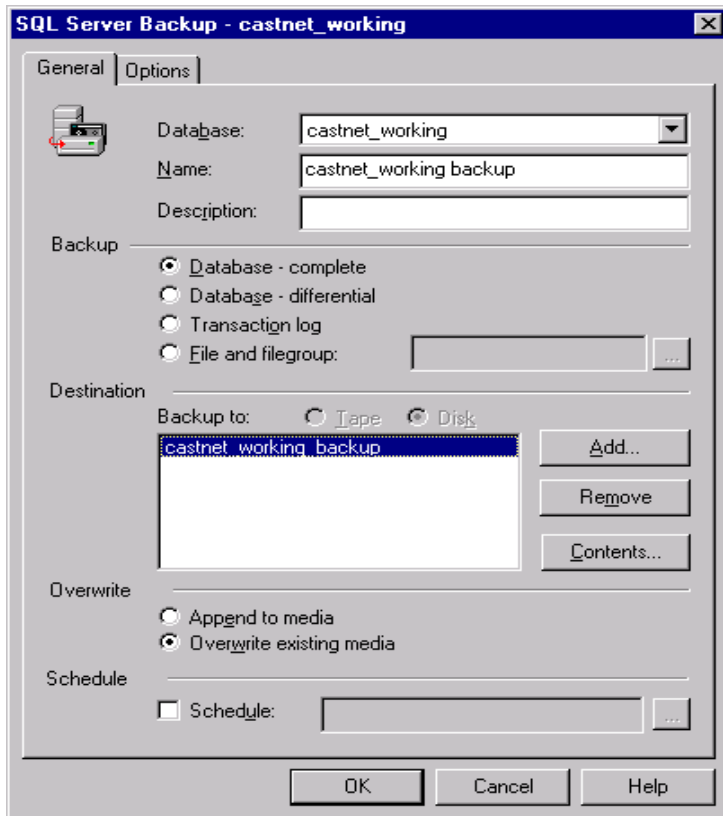 SQL Server Backup - castnet_working
General
Options
Database:
castnet_working
Name:
castnet_working backup
Description:
Backup
Database - complete
Database - differential
Transaction log
File and filegroup:
...
Destination
Backup to:
Tape
Disk
castnet_working_backup
Add...
Remove
Contents...
Overwrite
Append to media
Overwrite existing media
Schedule
Schedule:
...
OK
Cancel
Help